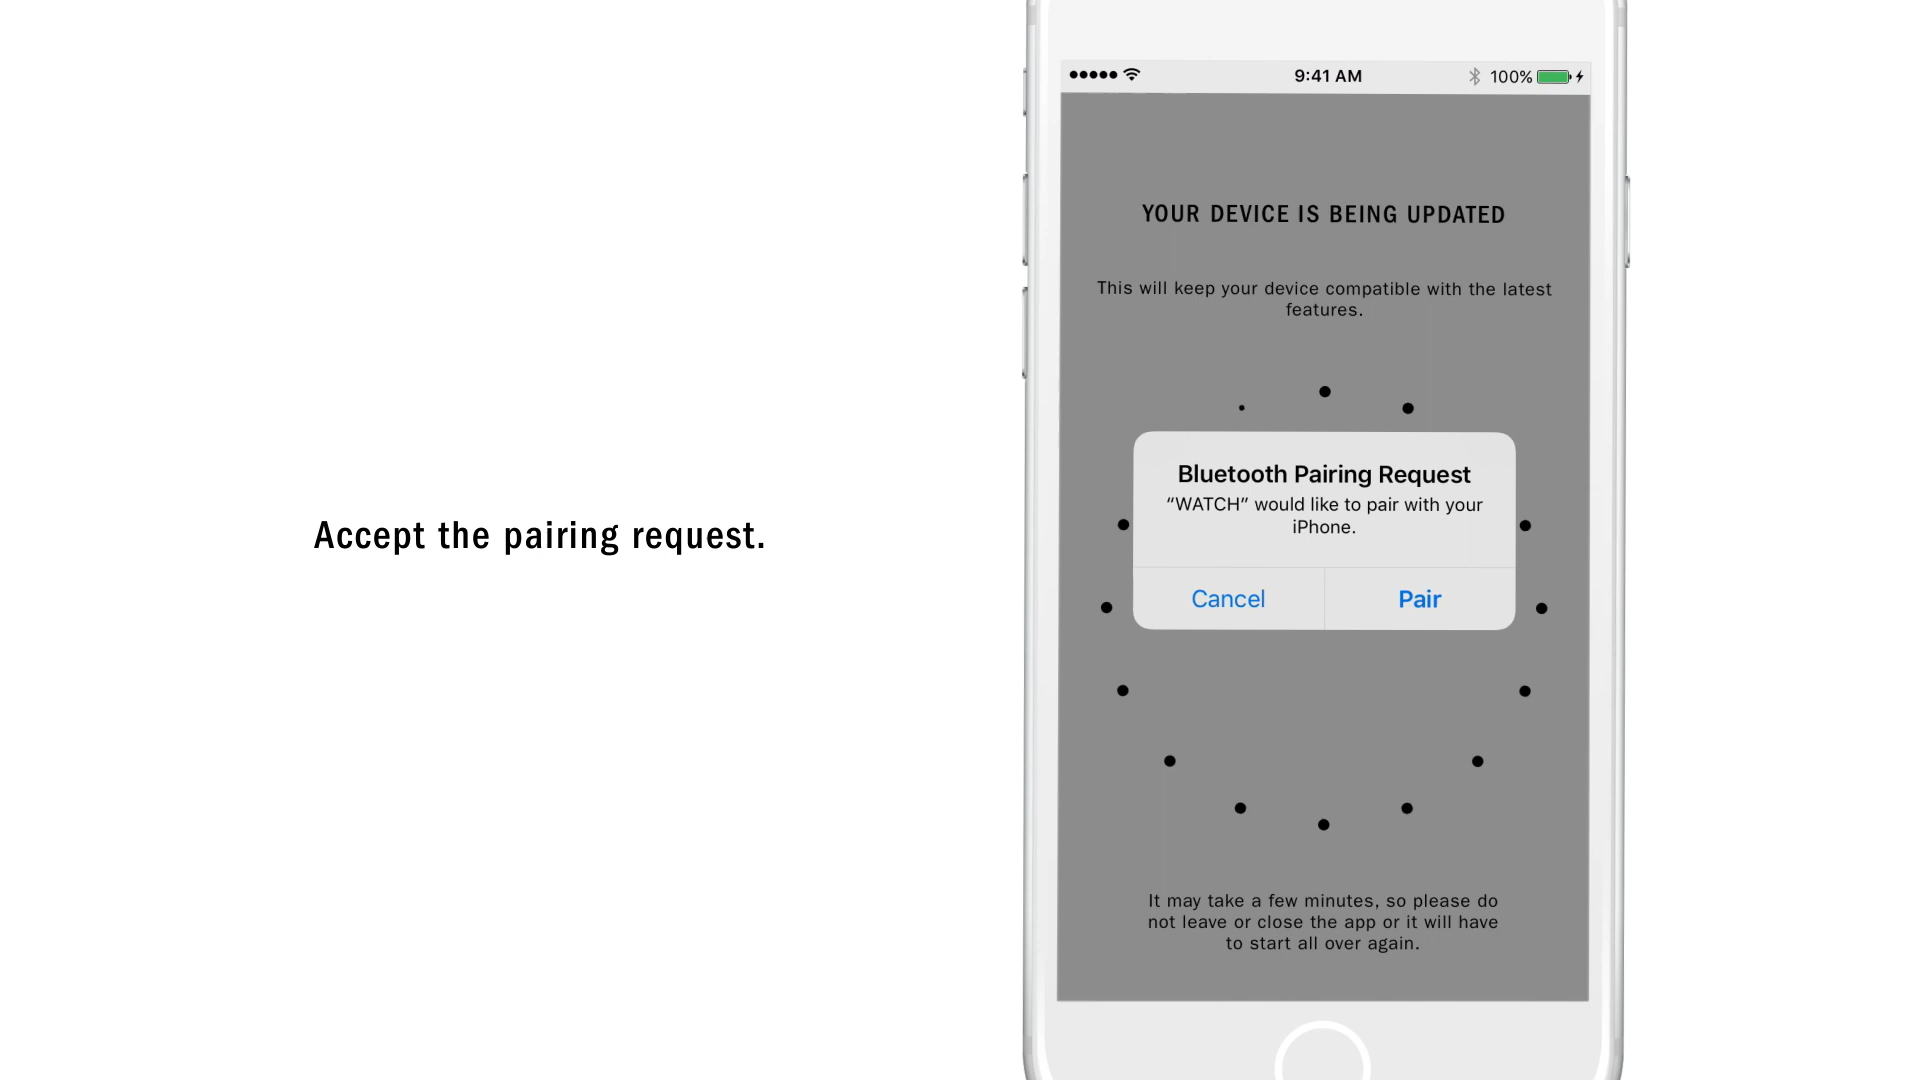 9:41 AM
100%
YOUR DEVICE IS BEING UPDATED
This will keep your device compatible with the latest
features.
Accept the pairing request.
Bluetooth Pairing Request
“WATCH” would like to pair with your
iPhone.
Cancel
Pair
It may take a few minutes, so please do
not leave or close the app or it will have
to start all over again.